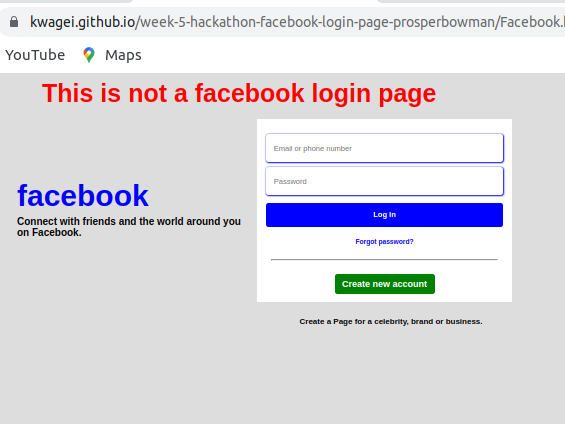 kwagei.github.io/week-5-hackathon-facebook-login-page-prosperbowman/Facebook.
YouTube Maps
This is not a facebook login page
Email or phone number
Password
Log In
Forgot password?
Create new account
facebook
Connect with friends and the world around you
on Facebook.
Create a Page for a celebrity, brand or business.